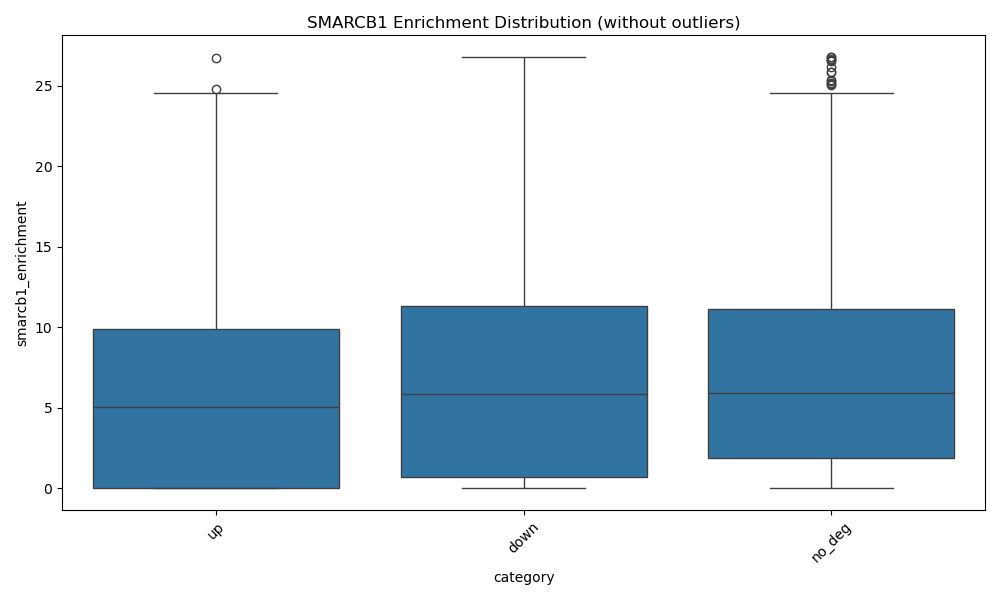 SMARCB1 Enrichment Distribution (without outliers)
smarcb1_enrichment
25
20
15
10
5
0
up
down
no_deg
category